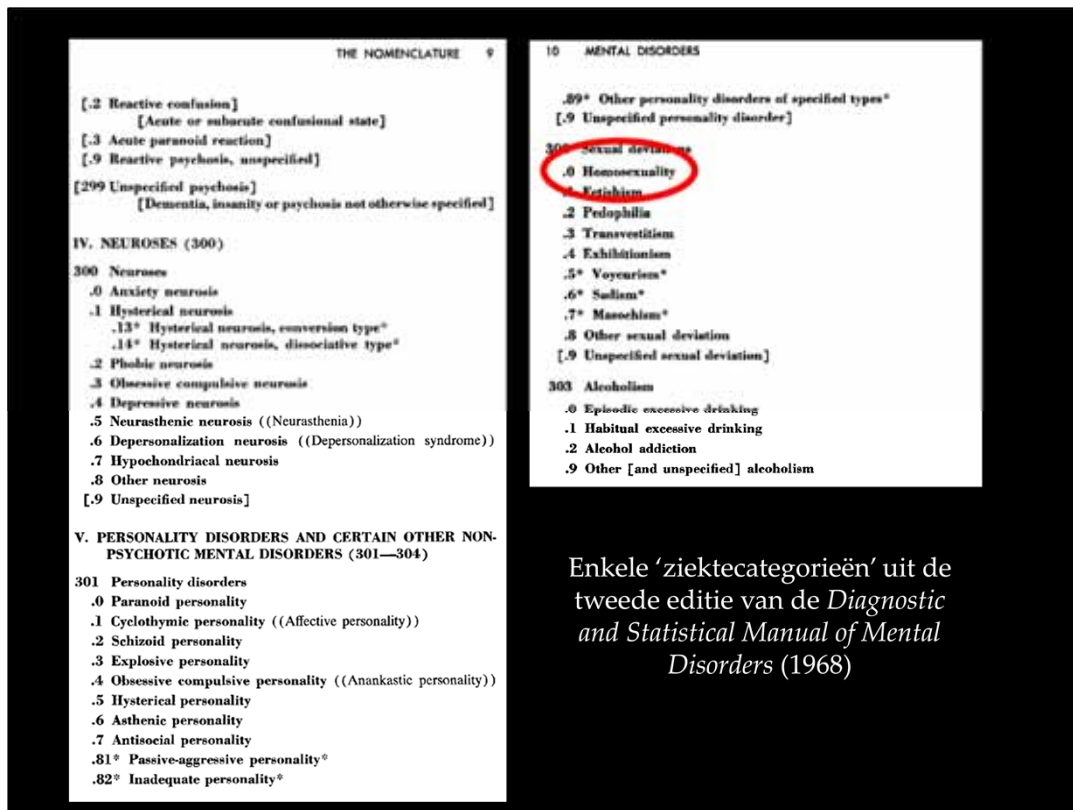 THE NOMENCLATURE 9
[.2 Reactive confusion]
[Acute or subacute confusional state]
[.3 Acute paranoid reaction]
[.9 Reactive psychosis, unspecified]
[299 Unspecified psychosis]
[Dementia, insanity or psychosis not otherwise specified]
IV. NEUROSES (300)
300 Neuroses
.0 Anxiety neurosis
.1 Hysterical neurosis
.13* Hysterical neurosis, conversion type*
.14* Hysterical neurosis, dissociative type*
.2 Phobic neurosis
.3 Obsessive compulsive neurosis
.4 Depressive neurosis
.5 Neurasthenic neurosis ((Neurasthenia))
.6 Depersonalization neurosis ((Depersonalization syndrome))
.7 Hypochondriacal neurosis
.8 Other neurosis
[.9 Unspecified neurosis]
V. PERSONALITY DISORDERS AND CERTAIN OTHER NON-
PSYCHOTIC MENTAL DISORDERS (301—304)
301 Personality disorders
.0 Paranoid personality
.1 Cyclothymic personality ((Affective personality))
.2 Schizoid personality
.3 Explosive personality
.4 Obsessive compulsive personality ((Anankastic personality))
.5 Hysterical personality
.6 Asthenic personality
.7 Antisocial personality
.81* Passive-aggressive personality*
.82* Inadequate personality*
10 MENTAL DISORDERS
.89* Other personality disorders of specified types*
[.9 Unspecified personality disorder]
302 Sexual deviations
.0 Homosexuality
.1 Fetishism
.2 Pedophilia
.3 Transvestitism
.4 Exhibitionism
.5* Voyeurism*
.6* Sadism*
.7* Masochism*
.8 Other sexual deviation
[.9 Unspecified sexual deviation]
303 Alcoholism
.0 Episodic excessive drinking
.1 Habitual excessive drinking
.2 Alcohol addiction
.9 Other [and unspecified] alcoholism
Enkele ‘ziektecategorieën’ uit de
tweede editie van de Diagnostic
and Statistical Manual of Mental
Disorders (1968)